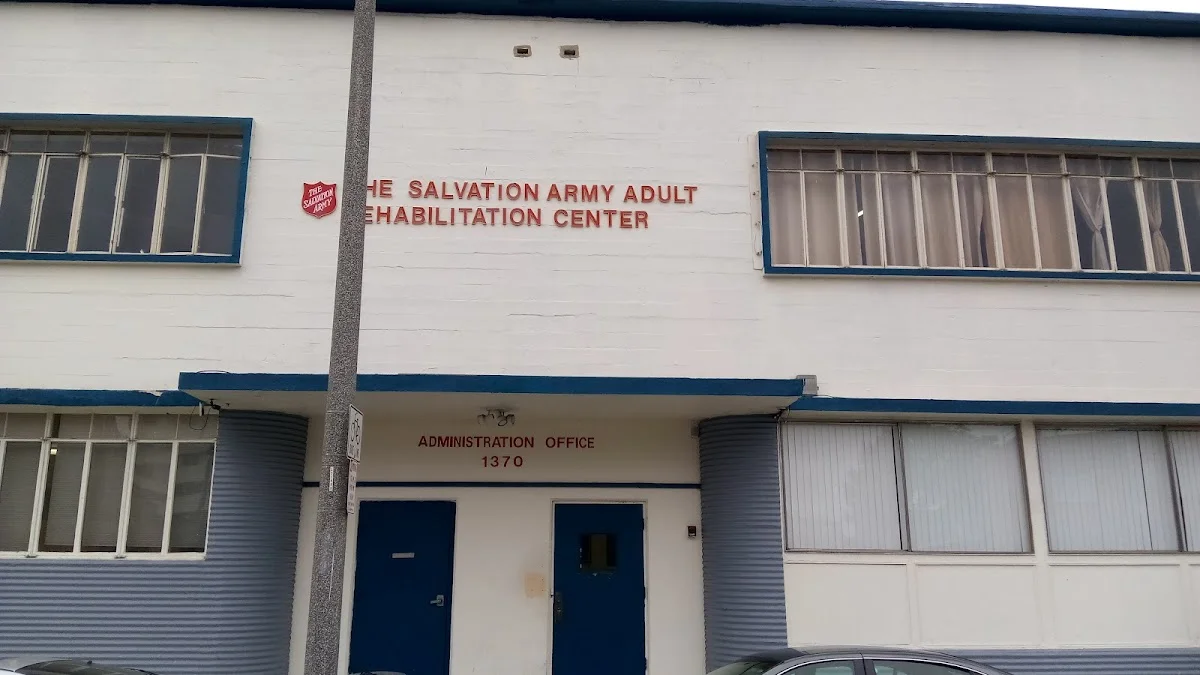 THE
SALVATION
ARMY
HE SALVATION ARMY ADULT
EHABILITATION CENTER
ADMINISTRATION OFFICE
1370